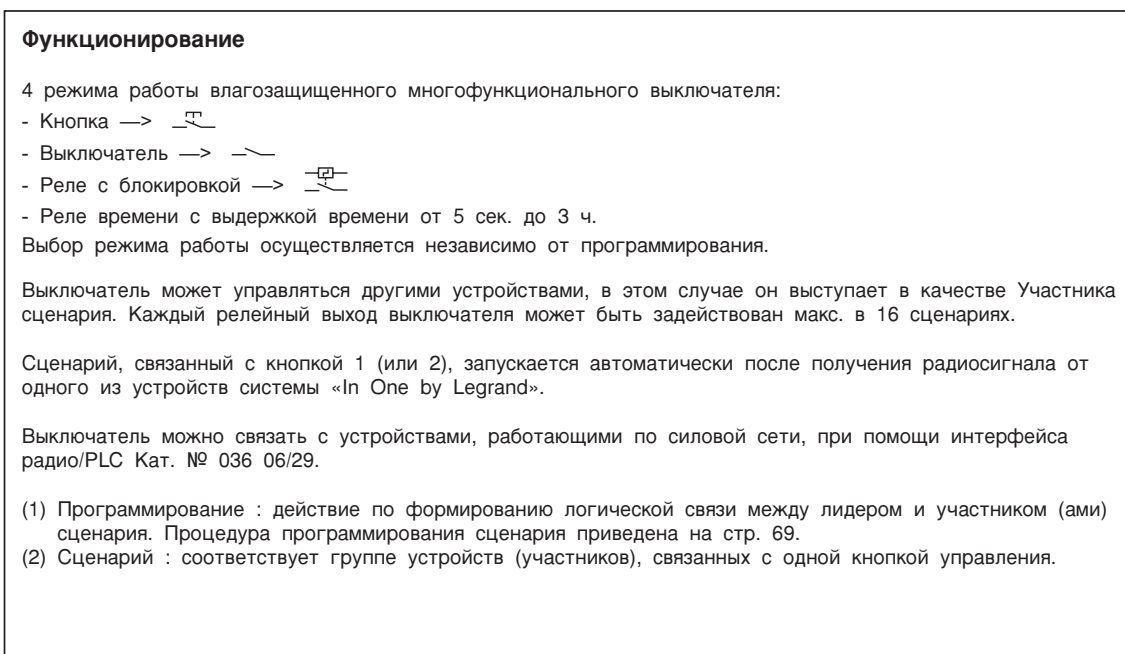 Функционирование
4 режима работы влагозащищенного многофункционального выключателя:
- Кнопка —>
- Выключатель —>
- Реле с блокировкой —>
- Реле времени с выдержкой времени от 5 сек. до 3 ч.
Выбор режима работы осуществляется независимо от программирования.
Выключатель может управляться другими устройствами, в этом случае он выступает в качестве Участника
сценария. Каждый релейный выход выключателя может быть задействован макс. в 16 сценариях.
Сценарий, связанный с кнопкой 1 (или 2), запускается автоматически после получения радиосигнала от
одного из устройств системы «In One by Legrand».
Выключатель можно связать с устройствами, работающими по силовой сети, при помощи интерфейса
радио/PLC Кат. № 036 06/29.
(1) Программирование : действие по формированию логической связи между лидером и участником (ами)
сценария. Процедура программирования сценария приведена на стр. 69.
(2) Сценарий : соответствует группе устройств (участников), связанных с одной кнопкой управления.